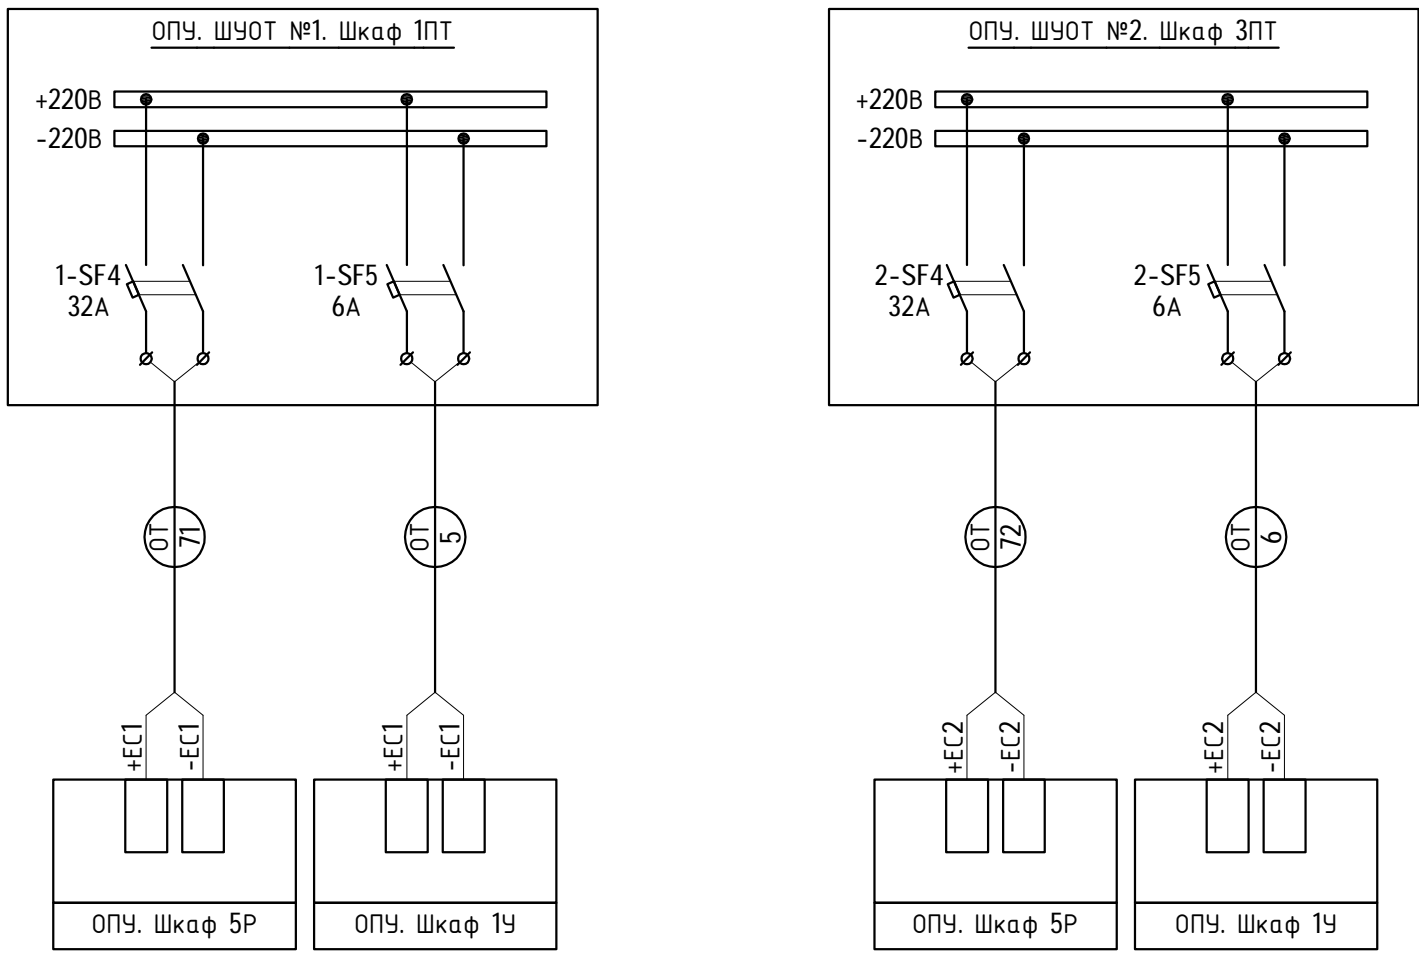 ОПУ. ШУОТ №1. Шкаф 1ПТ
+220В
-220В
1-SF4
32А
1-SF5
6А
ОТ
71
ОТ
5
+ЕС1
-ЕС1
+ЕС1
-ЕС1
ОПУ. Шкаф 5Р
ОПУ. Шкаф 1У
ОПУ. ШУОТ №2. Шкаф 3ПТ
+220В
-220В
2-SF4
32А
2-SF5
6А
ОТ
72
ОТ
6
+ЕС2
-ЕС2
+ЕС2
-ЕС2
ОПУ. Шкаф 5Р
ОПУ. Шкаф 1У